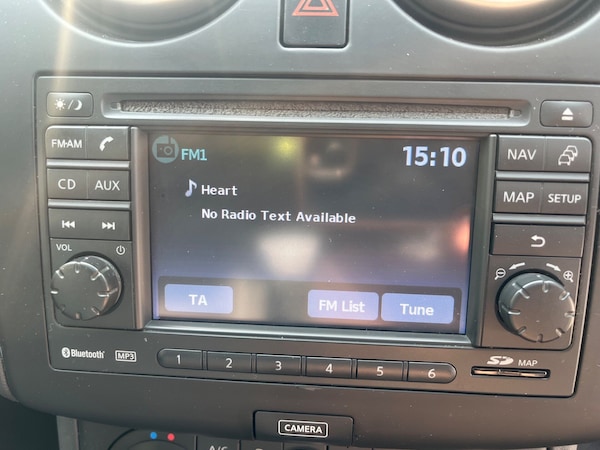 FM1
15:10
Heart
No Radio Text Available
TA
FM List
Tune
FM•AM
CD
AUX
VOL
NAV
MAP
SETUP
Bluetooth
MP3
1
2
3
4
5
6
SD
MAP
CAMERA
A/C